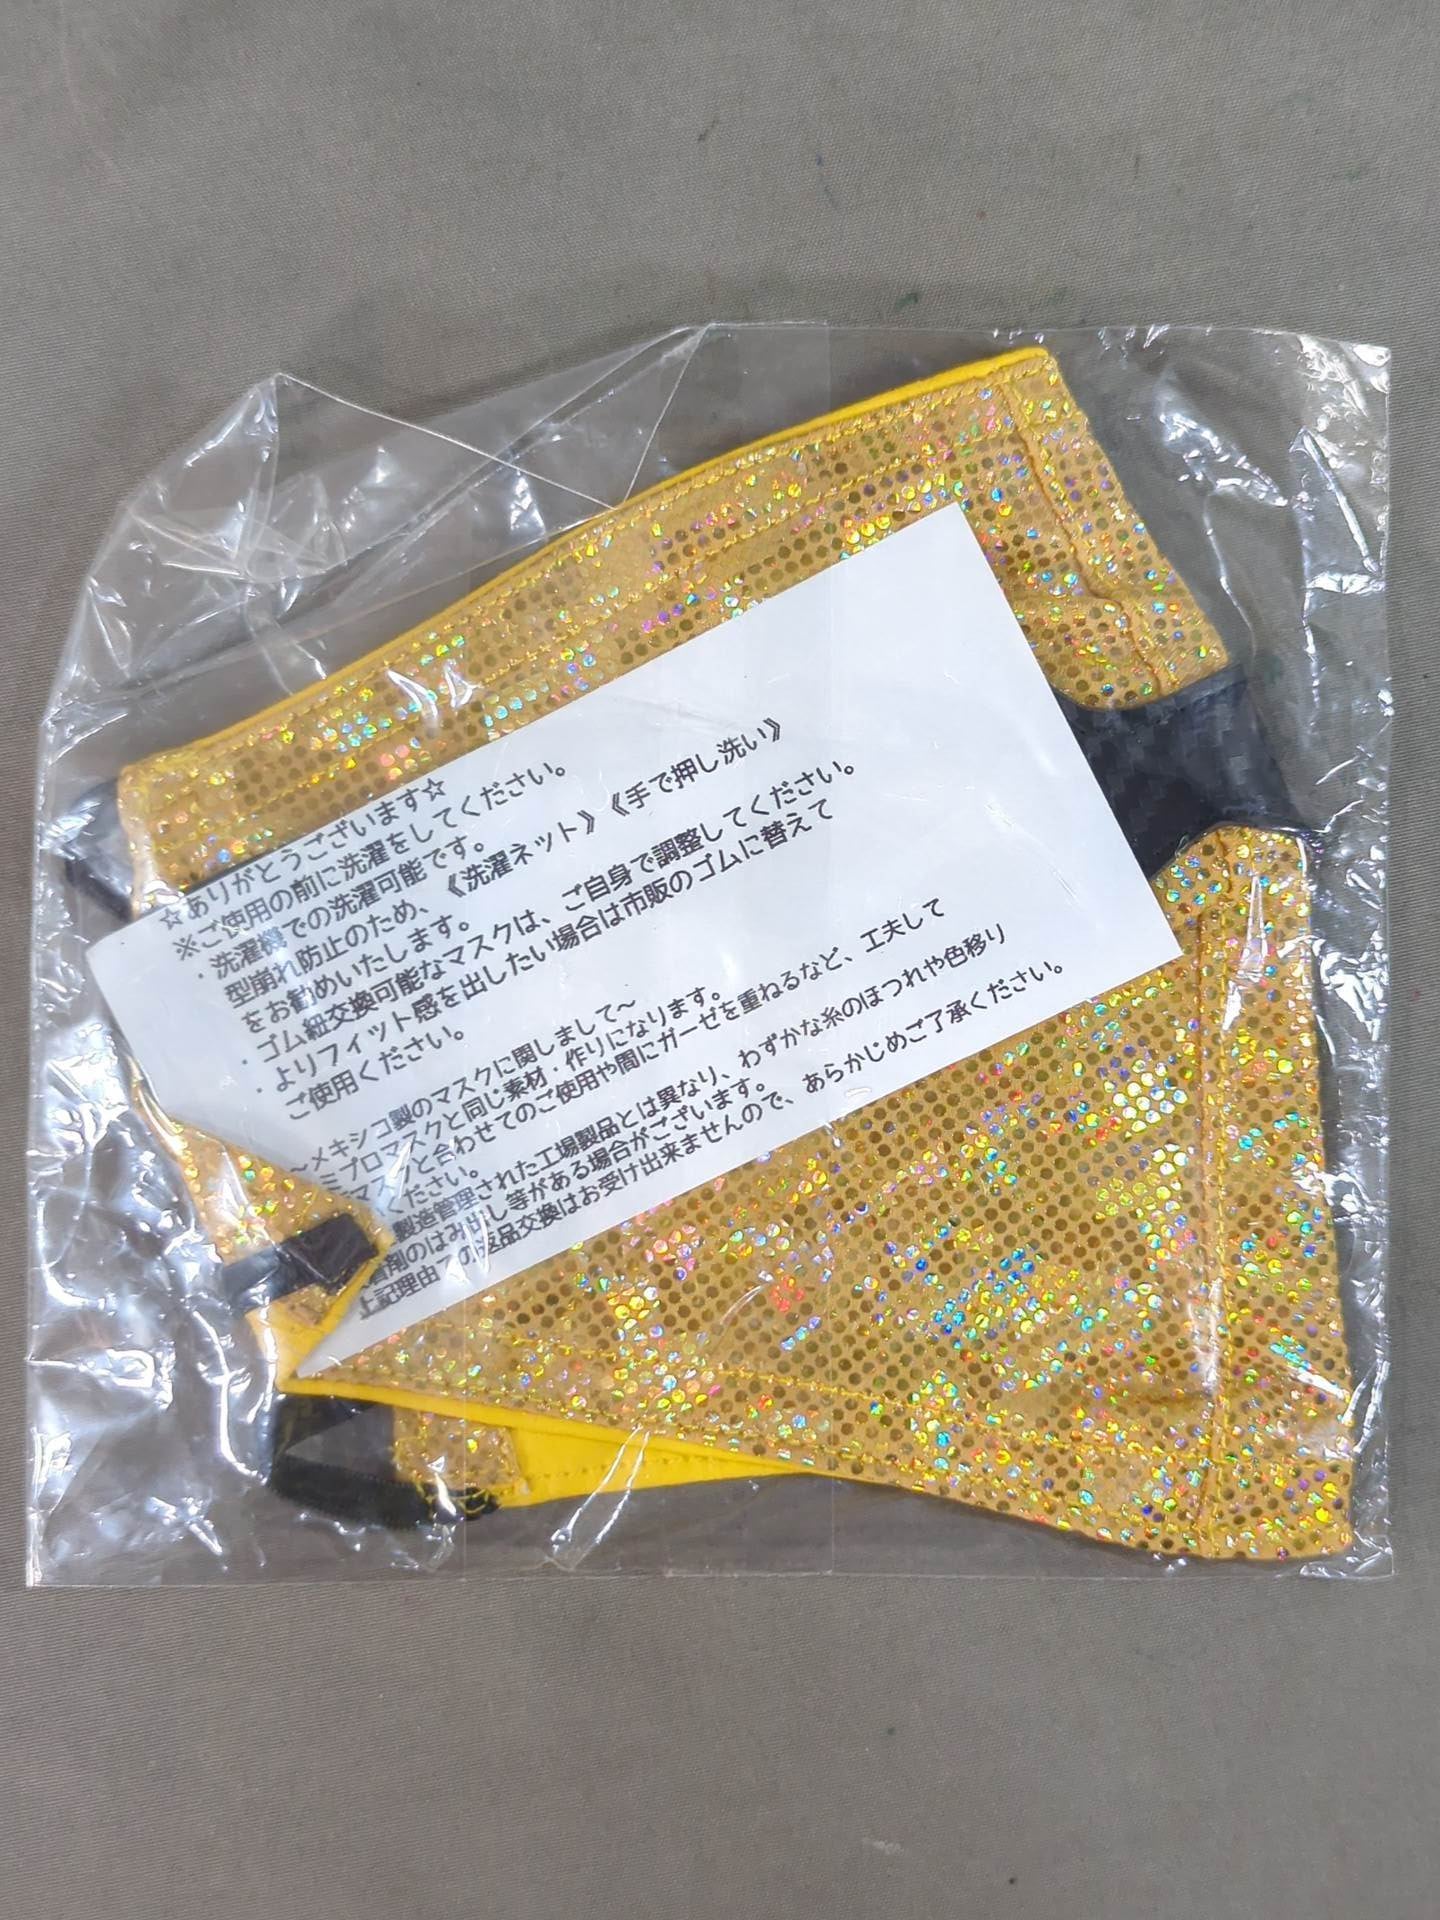 ☆ありがとうございます☆
※ご使用の前に洗濯をしてください。
・洗濯機での洗濯可能です。
型崩れ防止のため、《洗濯ネット》《手で押し洗い》
をお勧めいたします。
・ゴム紐交換可能なマスクは、ご自身で調整してください。
・よりフィット感を出したい場合は市販のゴムに替えて
ご使用ください。
～メキシコ製のマスクに関しまして～
プロマスクと同じ素材・作りになります。
マスクと合わせてのご使用や間にガーゼを重ねるなど、工夫して
ください。
製造管理された工場製品とは異なり、わずかな糸のほつれや色移り
剤のはみ出し等がある場合がございます。
上記理由での返品交換はお受け出来ませんので、あらかじめご了承ください。